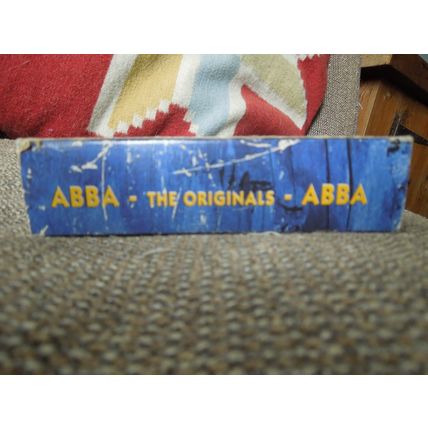 ABBA - THE ORIGINALS - ABBA